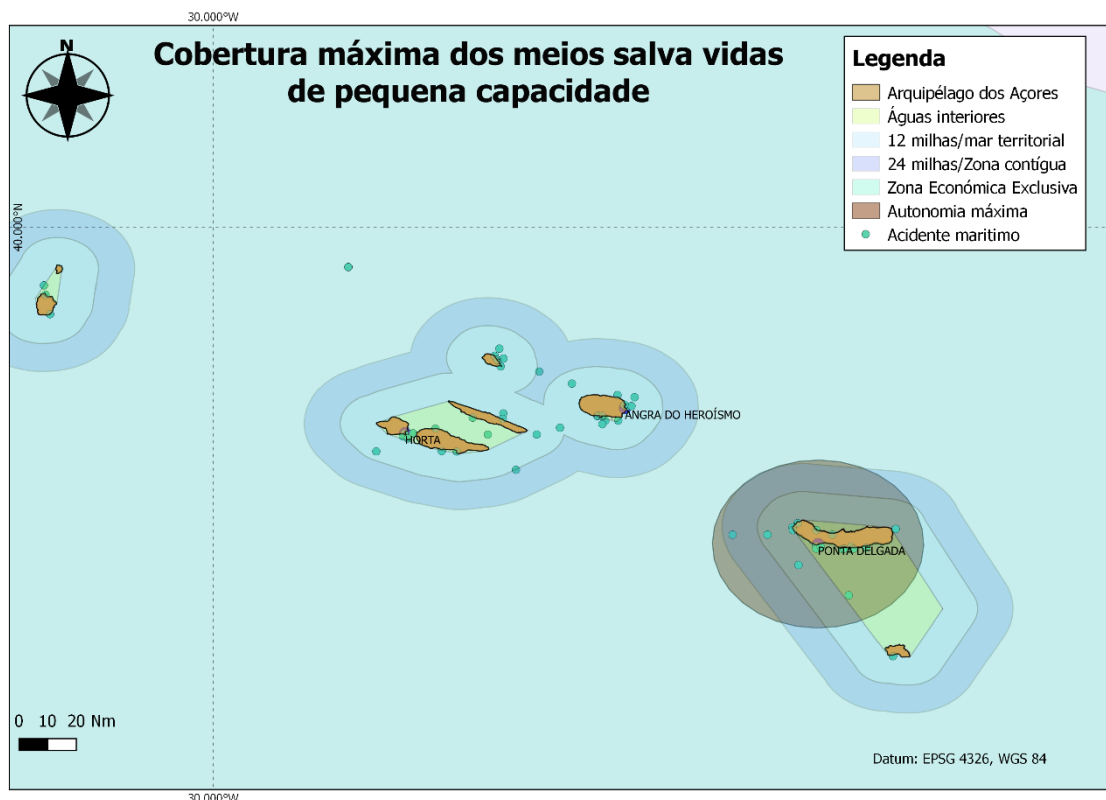 30.000°W
Cobertura máxima dos meios salva vidas
de pequena capacidade
N
Legenda
Arquipélago dos Açores
Águas interiores
12 milhas/mar territorial
24 milhas/Zona contígua
Zona Económica Exclusiva
Autonomia máxima
Acidente maritimo
40.000°N
ANGRA DO HEROÍSMO
HORTA
PONTA DELGADA
0 10 20 Nm
Datum: EPSG 4326, WGS 84
30.000°W